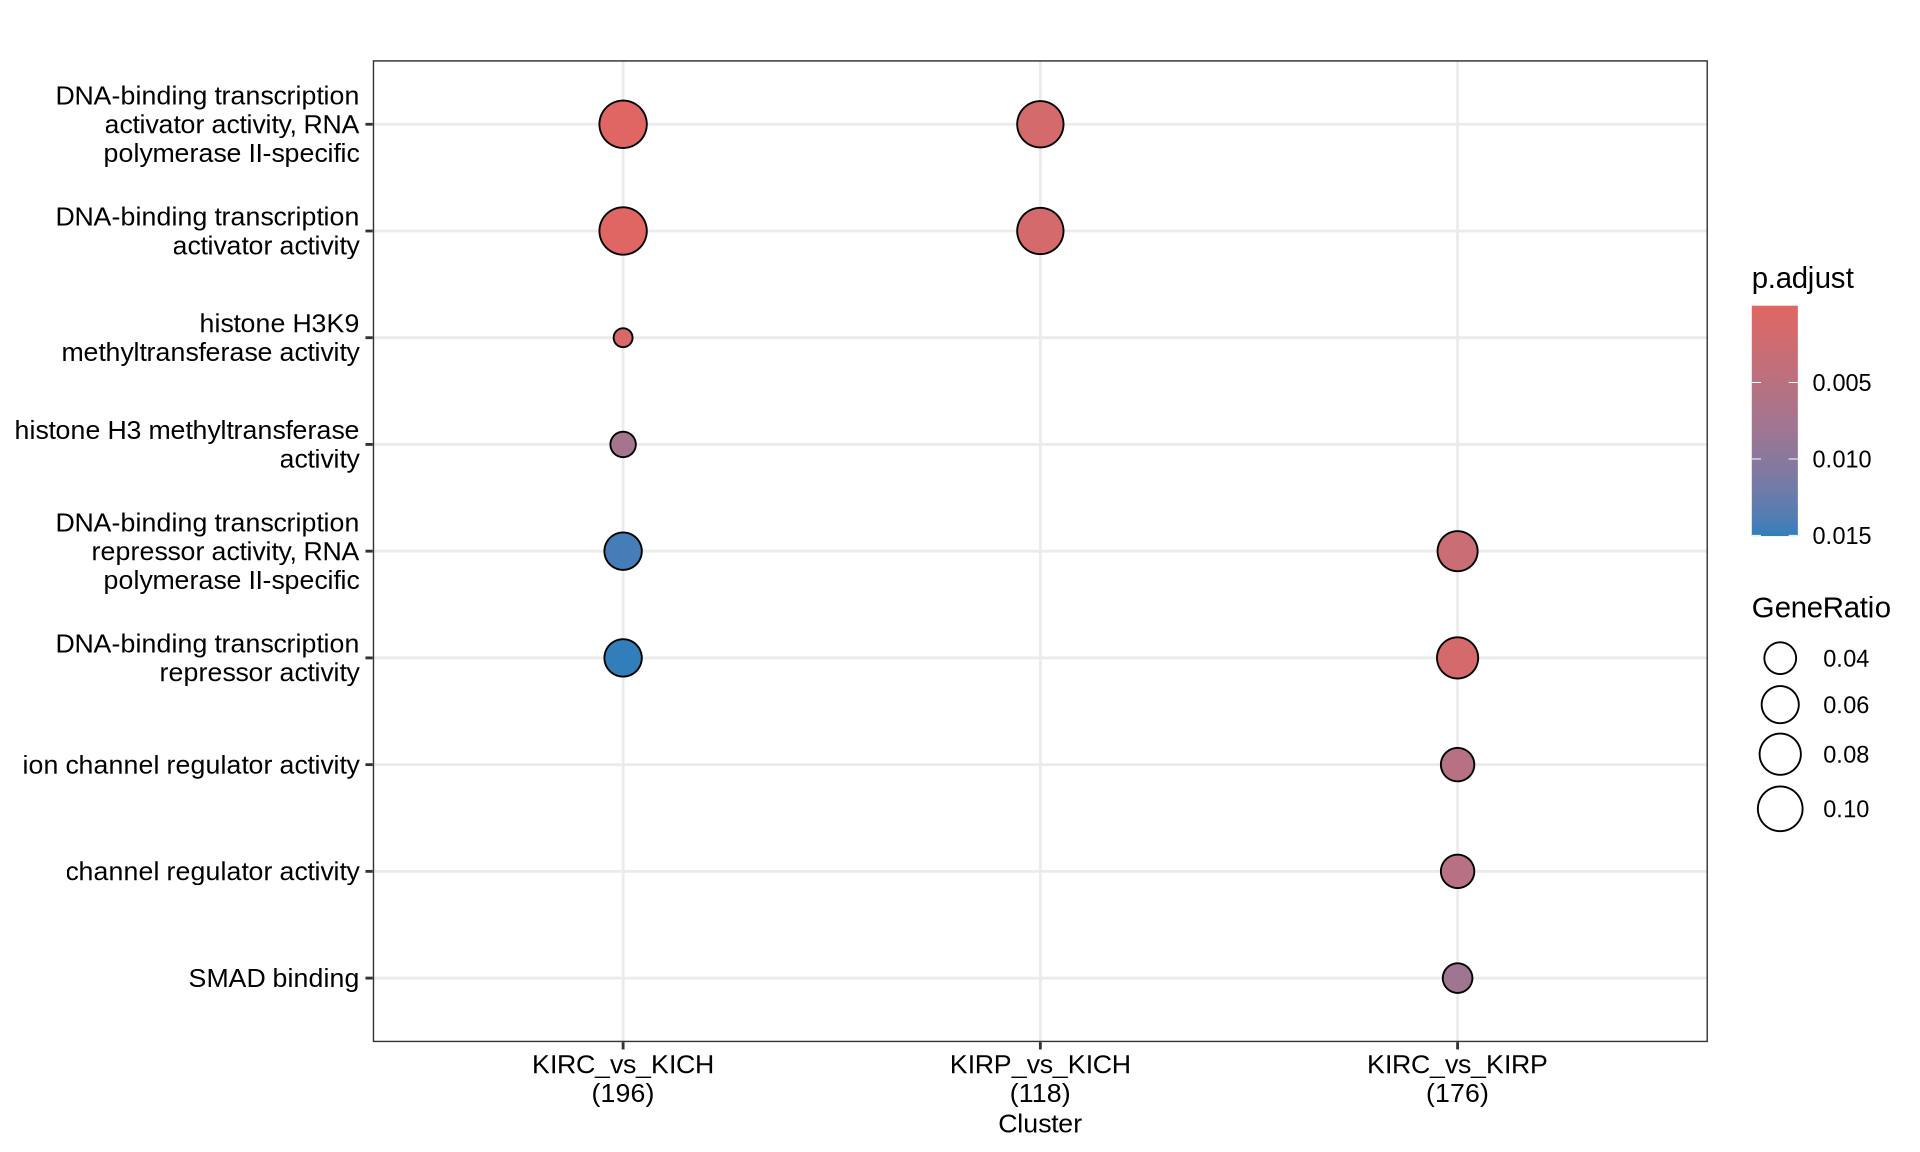 DNA-binding transcription
activator activity, RNA
polymerase II-specific
DNA-binding transcription
activator activity
histone H3K9
methyltransferase activity
histone H3 methyltransferase
activity
DNA-binding transcription
repressor activity, RNA
polymerase II-specific
DNA-binding transcription
repressor activity
ion channel regulator activity
channel regulator activity
SMAD binding
KIRC_vs_KICH
(196)
KIRP_vs_KICH
(118)
KIRC_vs_KIRP
(176)
Cluster
p.adjust
0.005
0.010
0.015
GeneRatio
0.04
0.06
0.08
0.10